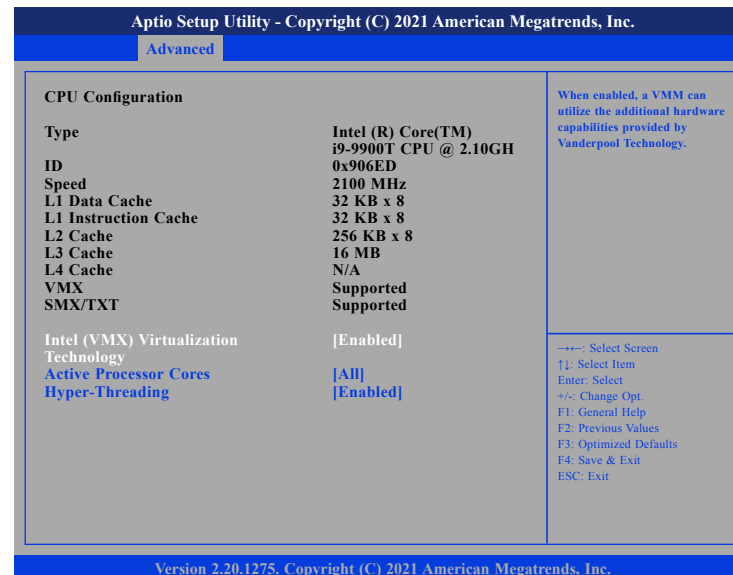 Aptio Setup Utility - Copyright (C) 2021 American Megatrends, Inc.
Advanced
CPU Configuration
Type Intel (R) Core(TM)
i9-9900T CPU @ 2.10GH
ID 0x906ED
Speed 2100 MHz
L1 Data Cache 32 KB x 8
L1 Instruction Cache 32 KB x 8
L2 Cache 256 KB x 8
L3 Cache 16 MB
L4 Cache N/A
VMX Supported
SMX/TXT Supported
Intel (VMX) Virtualization [Enabled]
Technology
Active Processor Cores [All]
Hyper-Threading [Enabled]
When enabled, a VMM can
utilize the additional hardware
capabilities provided by
Vanderpool Technology.
→←: Select Screen
↑↓: Select Item
Enter: Select
+/-: Change Opt.
F1: General Help
F2: Previous Values
F3: Optimized Defaults
F4: Save & Exit
ESC: Exit
Version 2.20.1275. Copyright (C) 2021 American Megatrends, Inc.